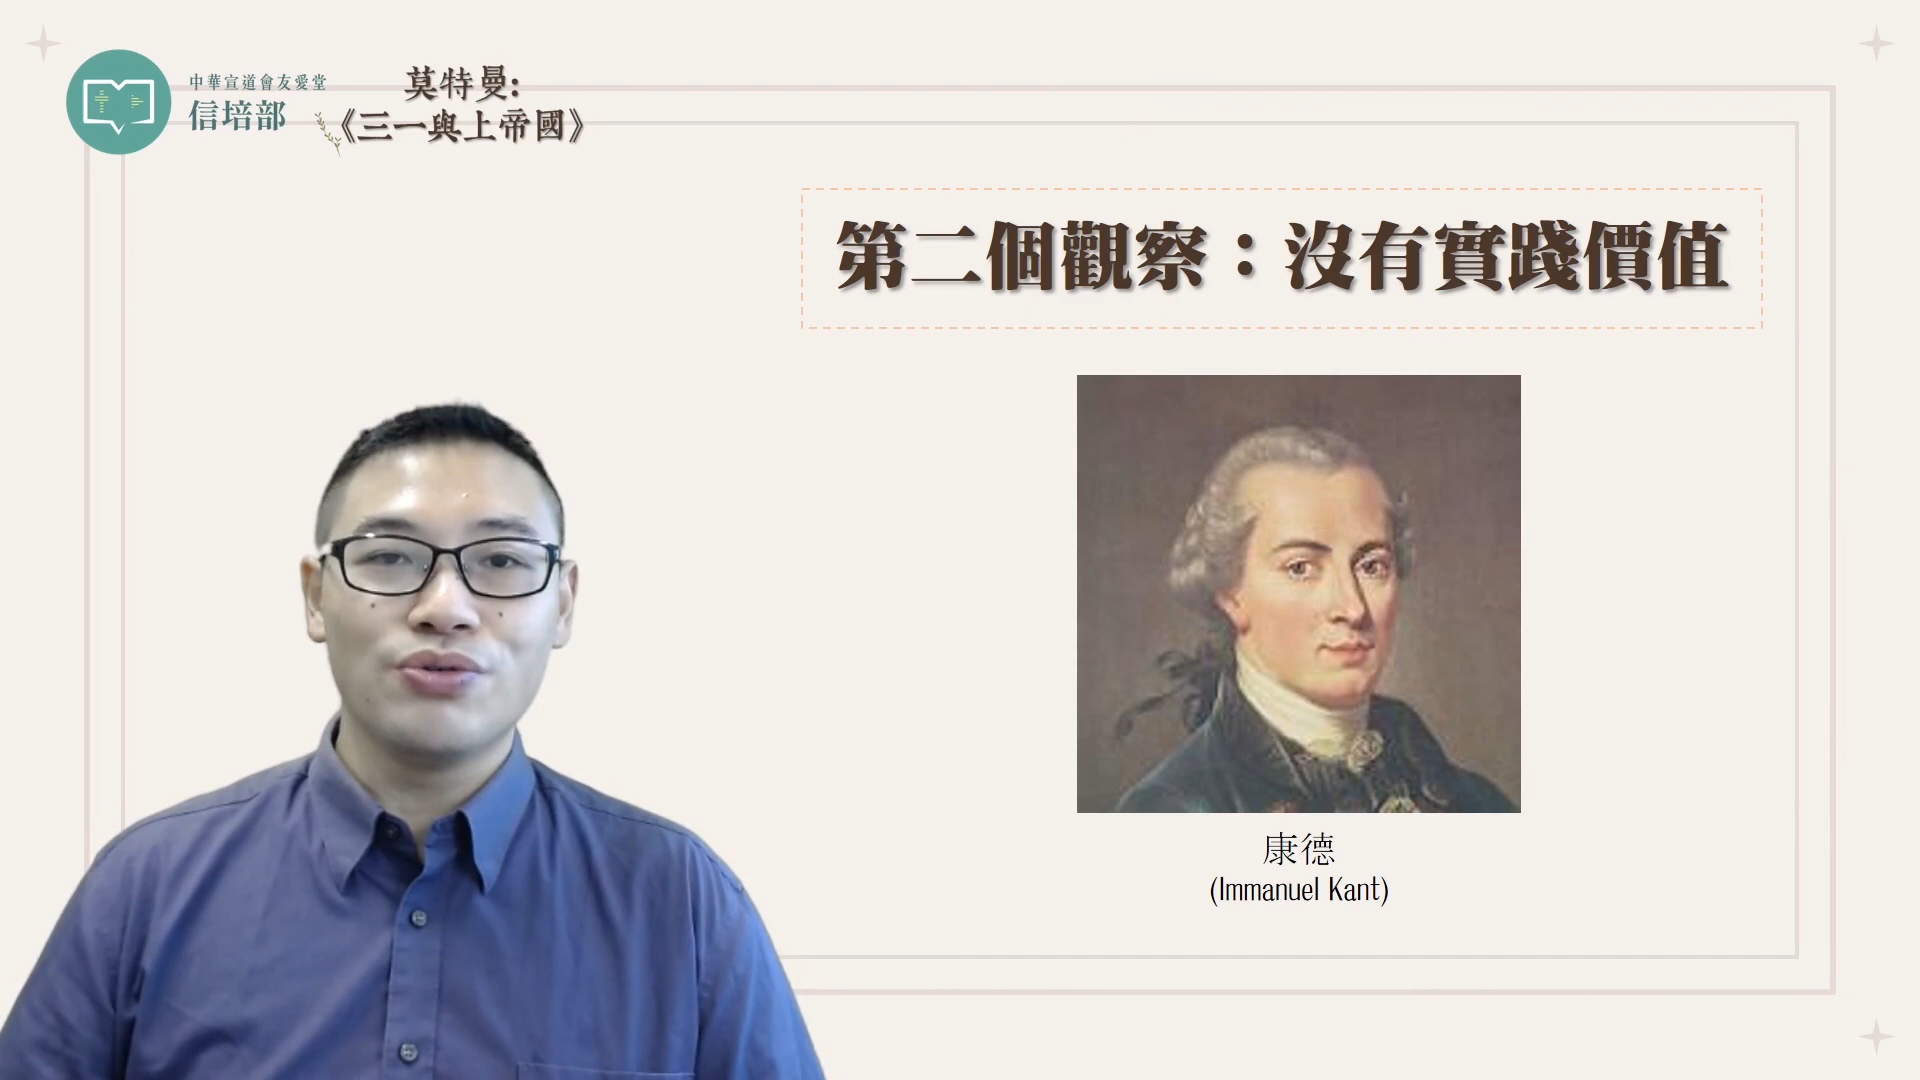 中華宣道會友愛堂
信培部
莫特曼:
《三一與上帝國》
第二個觀察：沒有實踐價值
康德
(Immanuel Kant)